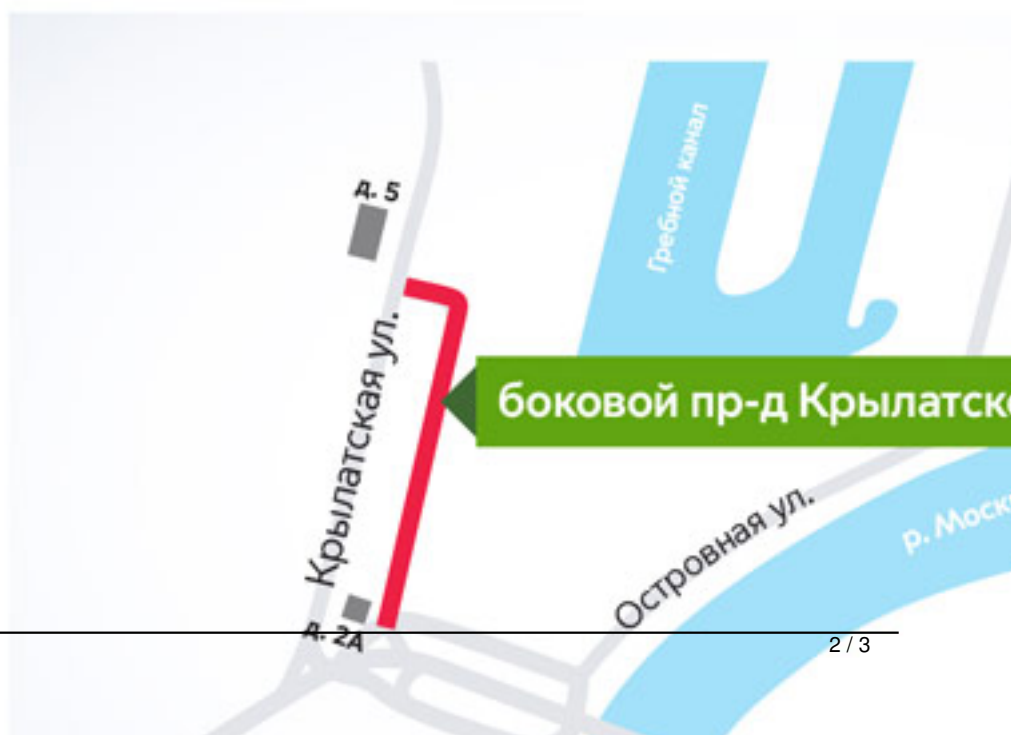 д. 5
Гребной канал
Крылатская ул.
боковой пр-д Крылатско
Островная ул.
р. Моск
д. 2А
2 / 3